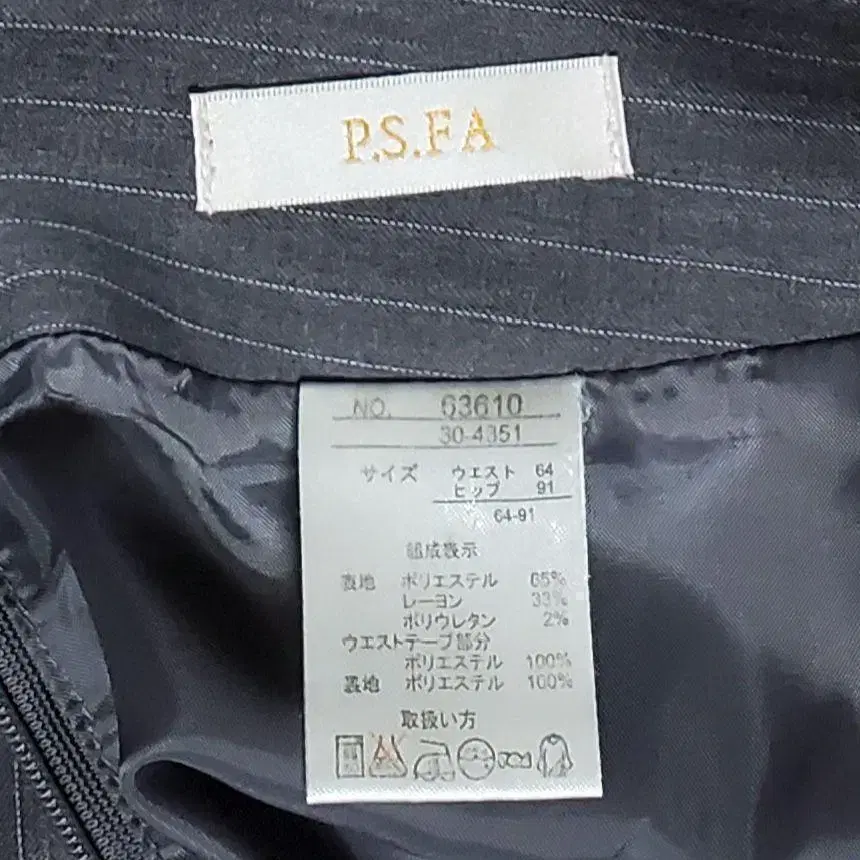 P.S.FA
NO. 63610
30-4351
サイズ ウエスト 64
ヒップ 91
64-91
組成表示
表地 ポリエステル 65%
レーヨン 33%
ポリウレタン 2%
ウエストテープ部分
ポリエステル 100%
裏地 ポリエステル 100%
取扱い方